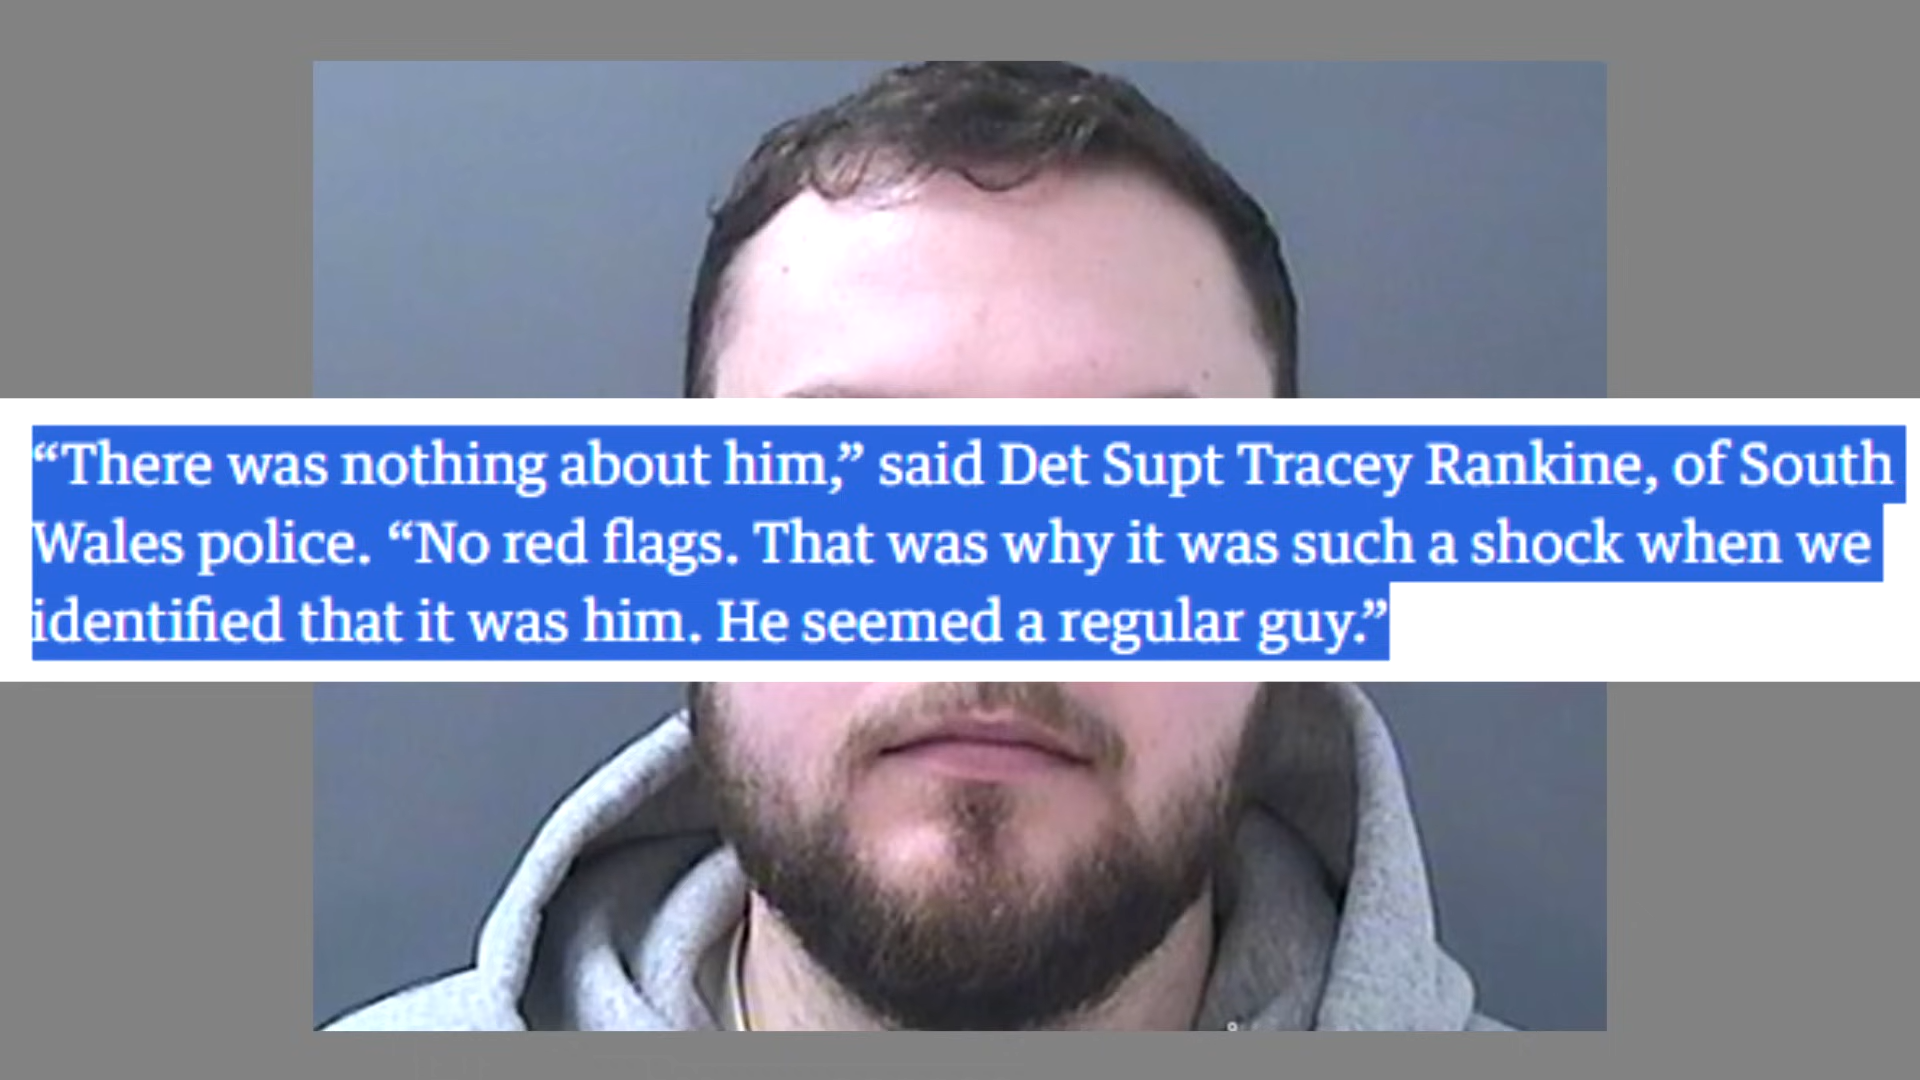 “There was nothing about him,” said Det Supt Tracey Rankine, of South
Wales police. “No red flags. That was why it was such a shock when we
identified that it was him. He seemed a regular guy.”